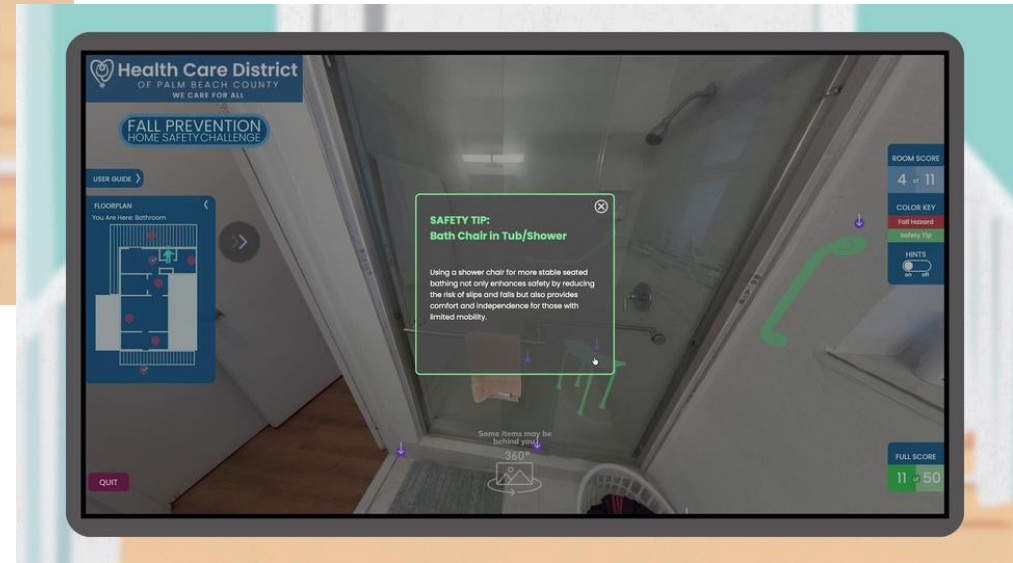 Health Care District
OF PALM BEACH COUNTY
WE CARE FOR ALL
FALL PREVENTION
HOME SAFETY CHALLENGE
USER GUIDE
FLOORPLAN
You Are Here: Bathroom
QUIT
SAFETY TIP:
Bath Chair in Tub/Shower
Using a shower chair for more stable seated
bathing not only enhances safety by reducing
the risk of slips and falls but also provides
comfort and independence for those with
limited mobility.
Some items may be
behind you
360°
ROOM SCORE
4 of 11
COLOR KEY
Fall Hazard
Safety Tip
HINTS
on off
FULL SCORE
11 of 50